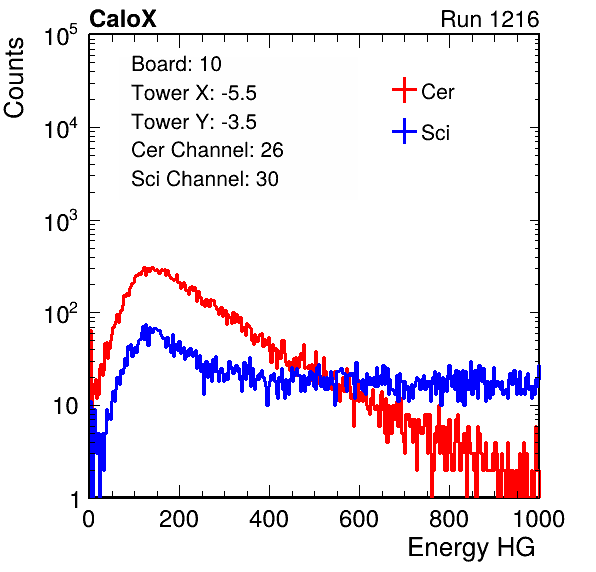 CaloX
Run 1216
Counts
10^5
10^4
10^3
10^2
10
1
Board: 10
Tower X: -5.5
Tower Y: -3.5
Cer Channel: 26
Sci Channel: 30
Cer
Sci
0 200 400 600 800 1000
Energy HG